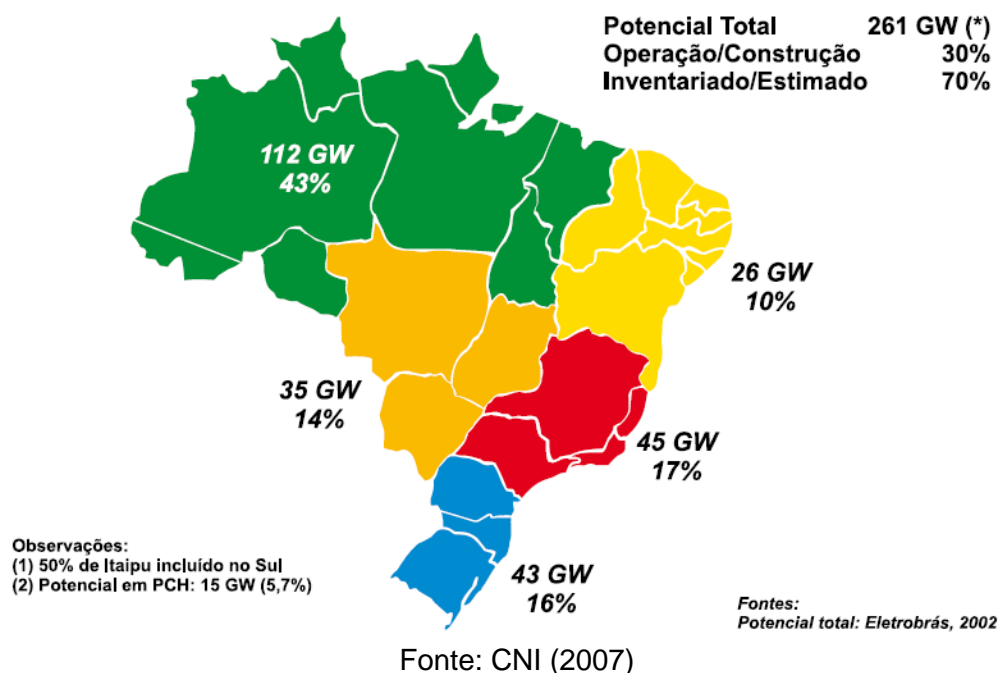 Potencial Total 261 GW (*)
Operação/Construção 30%
Inventariado/Estimado 70%
112 GW
43%
26 GW
10%
35 GW
14%
45 GW
17%
43 GW
16%
Observações:
(1) 50% de Itaipu incluído no Sul
(2) Potencial em PCH: 15 GW (5,7%)
Fontes:
Potencial total: Eletrobrás, 2002
Fonte: CNI (2007)